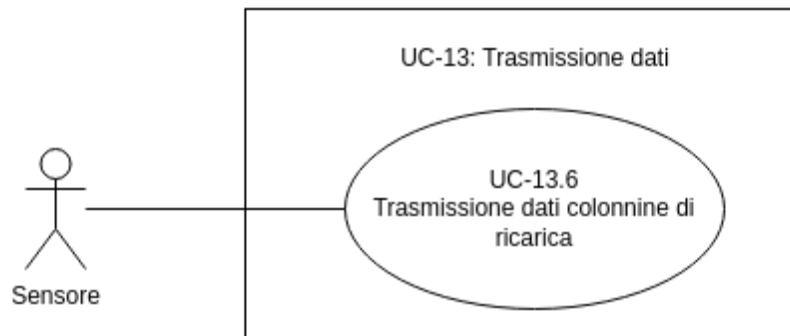 UC-13: Trasmissione dati
UC-13.6
Trasmissione dati colonnine di
ricarica
Sensore